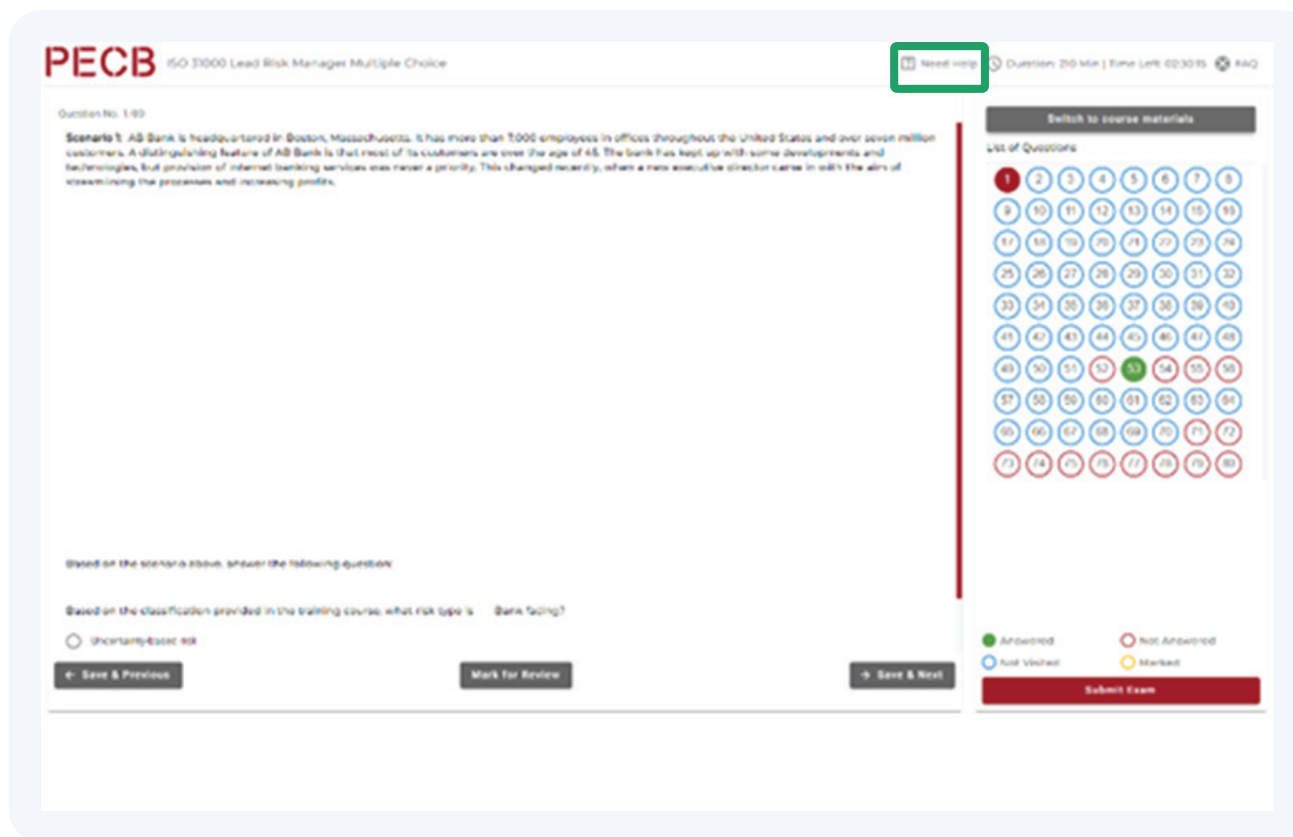 PECB ISO 31000 Lead Risk Manager Multiple Choice
Need Help Duration: 210 Min | Time Left: 02:30:15 FAQ
Question No. 1/80
Scenario 1: AB Bank is headquartered in Boston, Massachusetts. It has more than 7,000 employees in offices throughout the United States and over seven million
customers. A distinguishing feature of AB Bank is that most of its customers are over the age of 45. The bank has kept up with some developments and
technologies, but provision of internet banking services was never a priority. This changed recently, when a new executive director came in with the aim of
streamlining the processes and increasing profits.
Based on the scenario above, answer the following question:
Based on the classification provided in the training course, what risk type is Bank facing?
Uncertainty-based risk
← Save & Previous
Mark for Review
→ Save & Next
Switch to course materials
List of Questions
1 2 3 4 5 6 7 8
9 10 11 12 13 14 15 16
17 18 19 20 21 22 23 24
25 26 27 28 29 30 31 32
33 34 35 36 37 38 39 40
41 42 43 44 45 46 47 48
49 50 51 52 53 54 55 56
57 58 59 60 61 62 63 64
65 66 67 68 69 70 71 72
73 74 75 76 77 78 79 80
Answered Not Answered
Not Visited Marked
Submit Exam